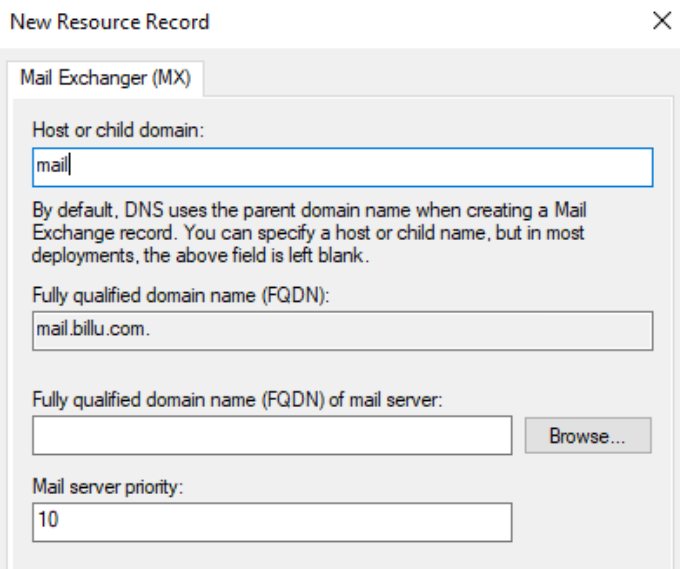 New Resource Record
Mail Exchanger (MX)
Host or child domain:
mail
By default, DNS uses the parent domain name when creating a Mail
Exchange record. You can specify a host or child name, but in most
deployments, the above field is left blank.
Fully qualified domain name (FQDN):
mail.billu.com.
Fully qualified domain name (FQDN) of mail server:
Browse...
Mail server priority:
10